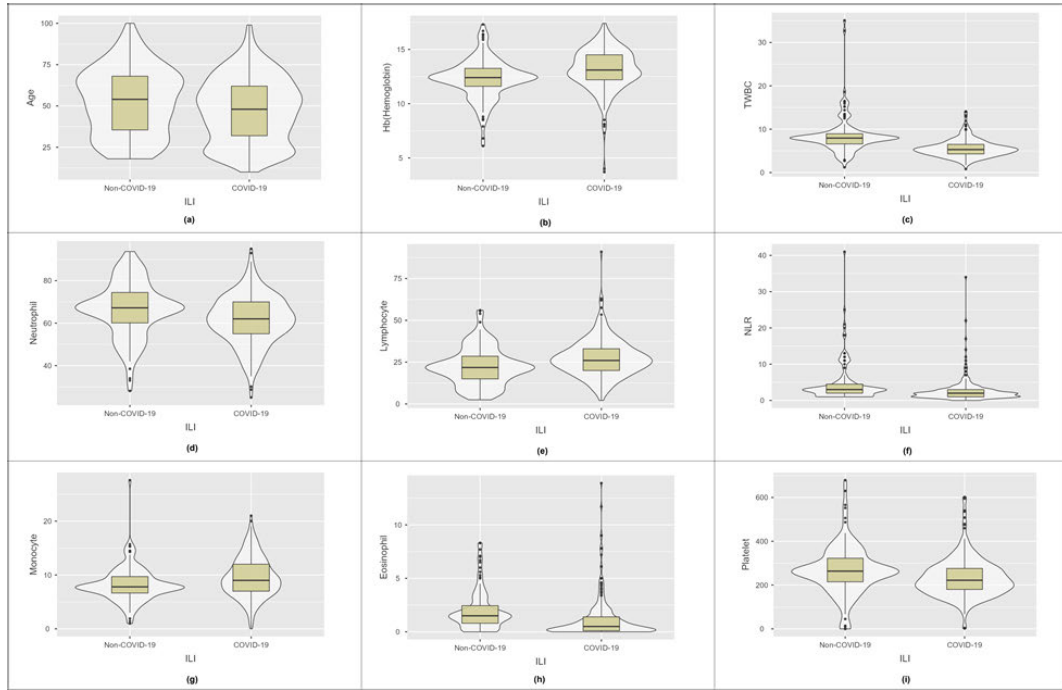 100
75
50
25
Age
Non-COVID-19 COVID-19
ILI
(a)
15
10
5
Hb(Hemoglobin)
Non-COVID-19 COVID-19
ILI
(b)
30
20
10
0
TWBC
Non-COVID-19 COVID-19
ILI
(c)
80
60
40
Neutrophil
Non-COVID-19 COVID-19
ILI
(d)
75
50
25
0
Lymphocyte
Non-COVID-19 COVID-19
ILI
(e)
40
30
20
10
0
NLR
Non-COVID-19 COVID-19
ILI
(f)
20
10
0
Monocyte
Non-COVID-19 COVID-19
ILI
(g)
10
5
0
Eosinophil
Non-COVID-19 COVID-19
ILI
(h)
600
400
200
0
Platelet
Non-COVID-19 COVID-19
ILI
(i)